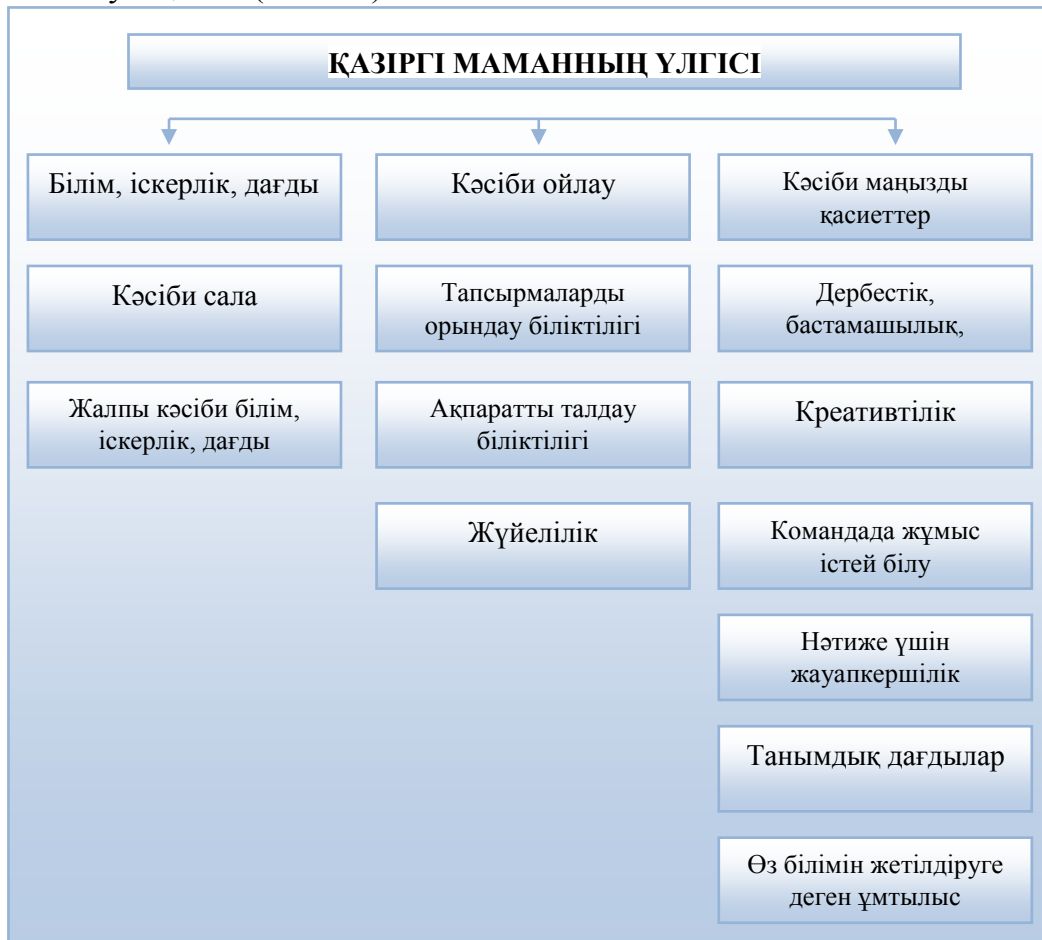 ҚАЗІРГІ МАМАННЫҢ ҮЛГІСІ
Білім, іскерлік, дағды
Кәсіби сала
Жалпы кәсіби білім,
іскерлік, дағды
Кәсіби ойлау
Тапсырмаларды
орындау біліктілігі
Ақпаратты талдау
біліктілігі
Жүйелілік
Кәсіби маңызды
қасиеттер
Дербестік,
бастамашылық,
Креативтілік
Командада жұмыс
істей білу
Нәтиже үшін
жауапкершілік
Танымдық дағдылар
Өз білімін жетілдіруге
деген ұмтылыс